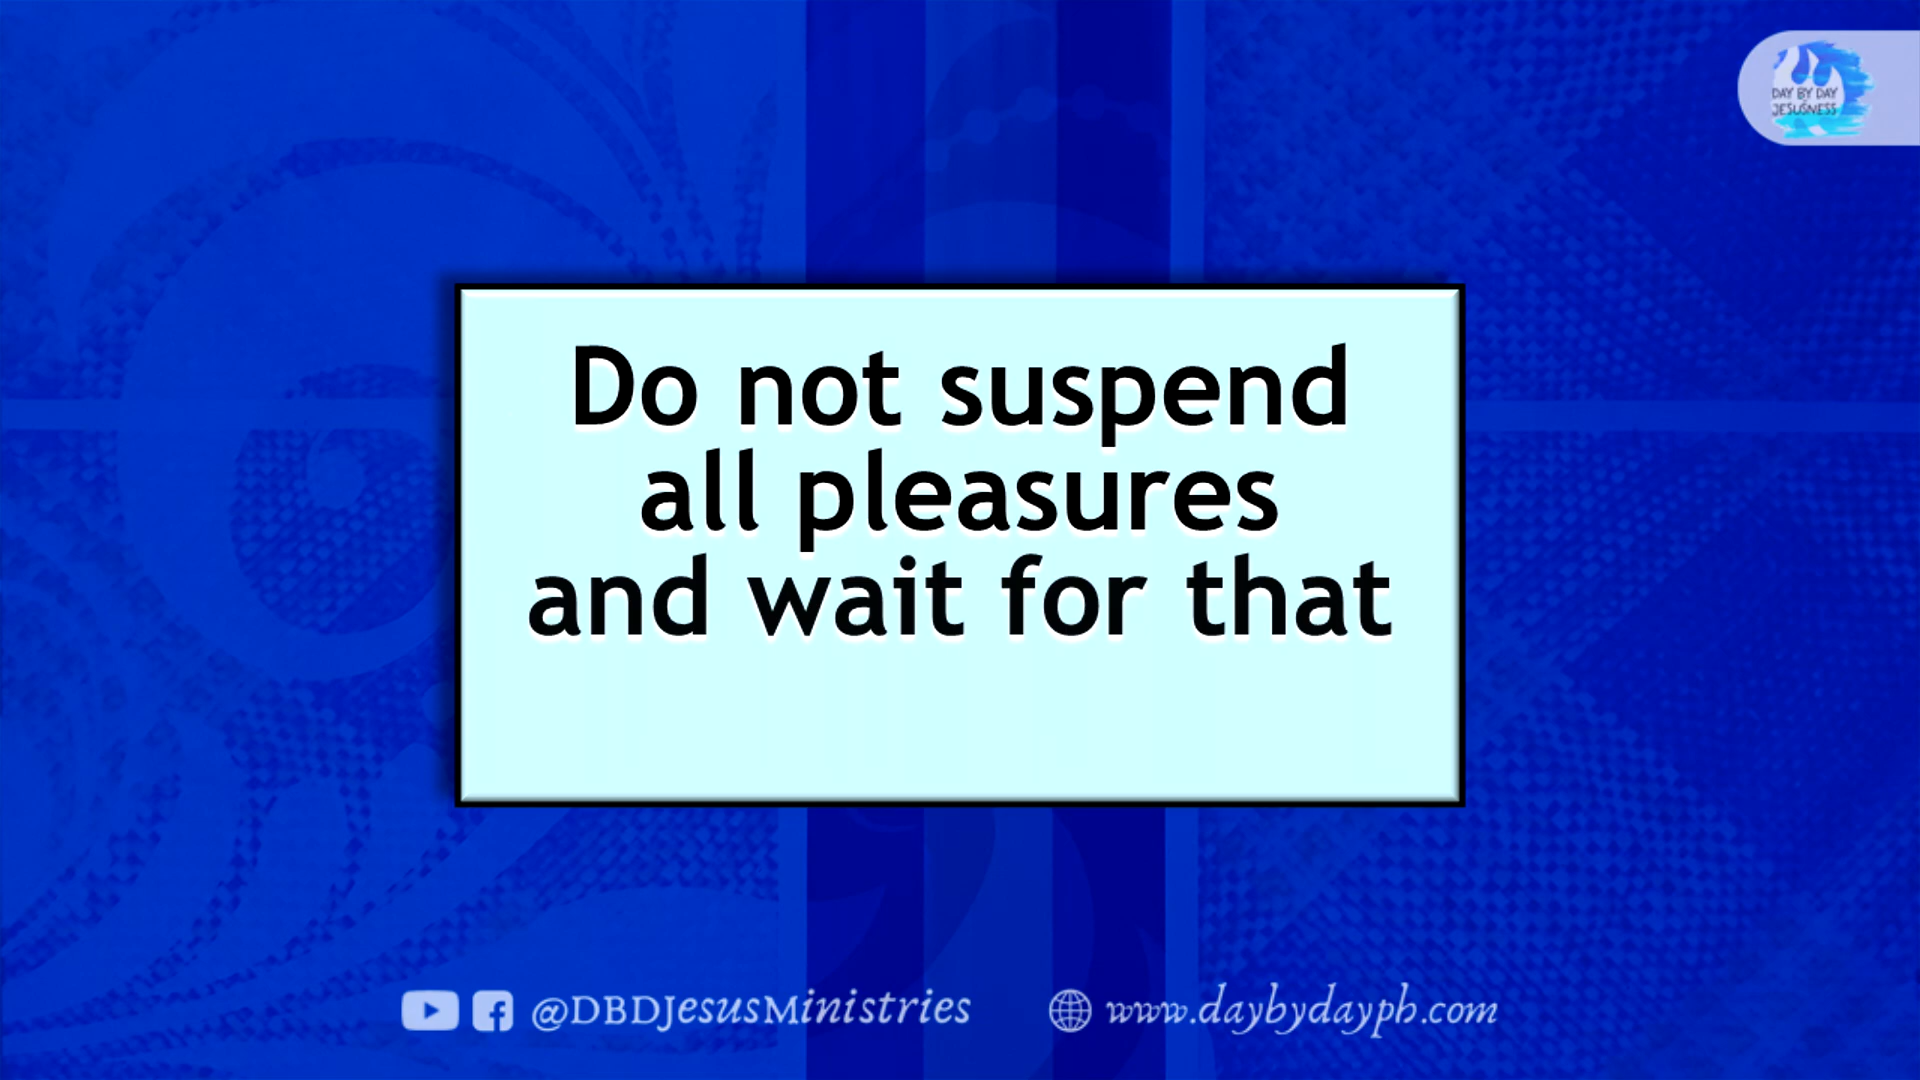 DAY BY DAY
JESUSNESS
Do not suspend
all pleasures
and wait for that
@DBDJesusMinistries
www.daybydayph.com